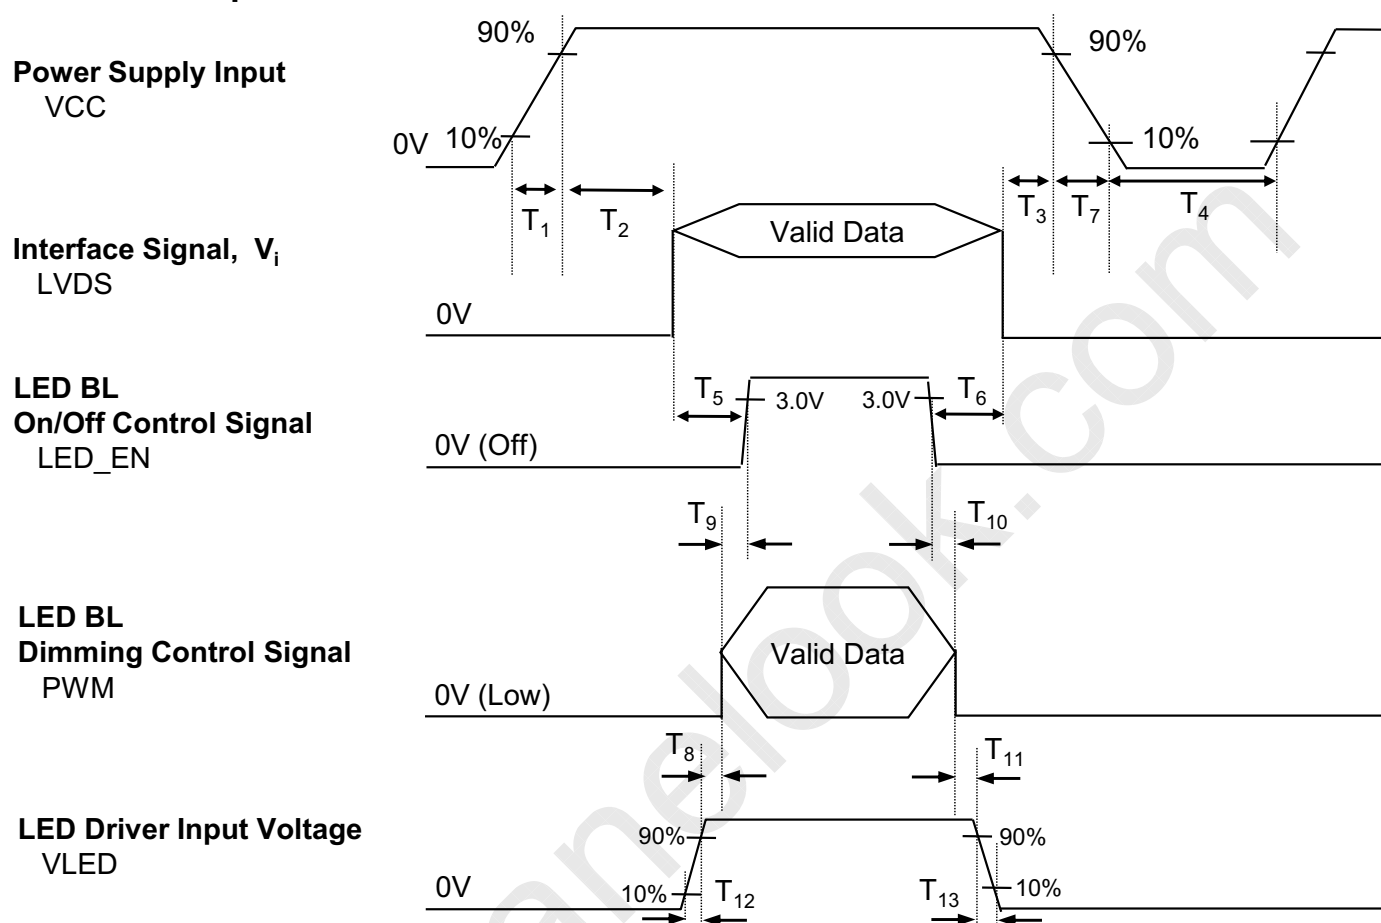 90%
90%
Power Supply Input
VCC
0V 10%
10%
T1
T2
T3
T7
T4
Valid Data
Interface Signal, Vi
LVDS
0V
LED BL
On/Off Control Signal
LED_EN
T5
3.0V
3.0V
T6
0V (Off)
T9
T10
LED BL
Dimming Control Signal
PWM
Valid Data
0V (Low)
T8
T11
LED Driver Input Voltage
VLED
90%
90%
0V
10%
T12
T13
10%
anelook.com